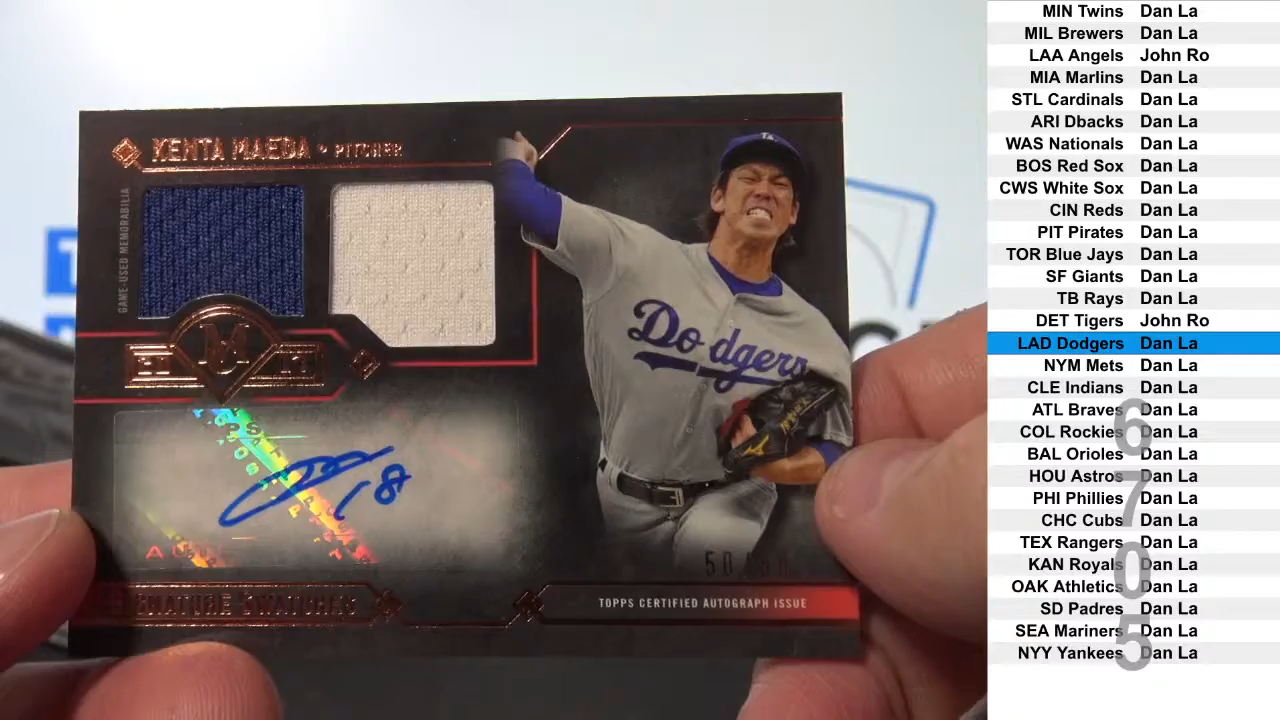 KENTA MAEDA • PITCHER
GAME-USED MEMORABILIA
Dodgers
18
TOPPS CERTIFIED AUTOGRAPH ISSUE
MIN Twins Dan La
MIL Brewers Dan La
LAA Angels John Ro
MIA Marlins Dan La
STL Cardinals Dan La
ARI Dbacks Dan La
WAS Nationals Dan La
BOS Red Sox Dan La
CWS White Sox Dan La
CIN Reds Dan La
PIT Pirates Dan La
TOR Blue Jays Dan La
SF Giants Dan La
TB Rays Dan La
DET Tigers John Ro
LAD Dodgers Dan La
NYM Mets Dan La
CLE Indians Dan La
ATL Braves Dan La
COL Rockies Dan La
BAL Orioles Dan La
HOU Astros Dan La
PHI Phillies Dan La
CHC Cubs Dan La
TEX Rangers Dan La
KAN Royals Dan La
OAK Athletics Dan La
SD Padres Dan La
SEA Mariners Dan La
NYY Yankees Dan La
6
7
0
5